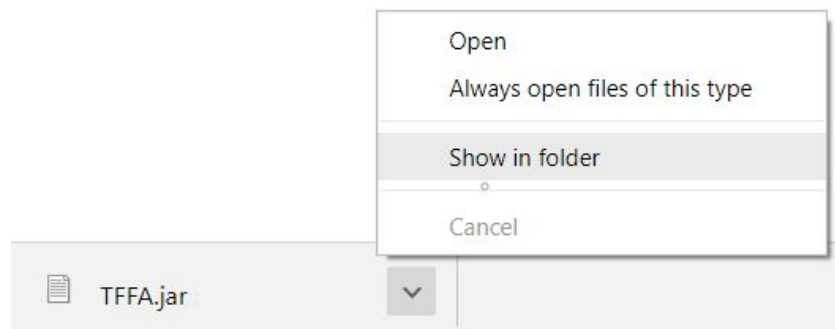 Open
Always open files of this type
Show in folder
Cancel
TFFA.jar